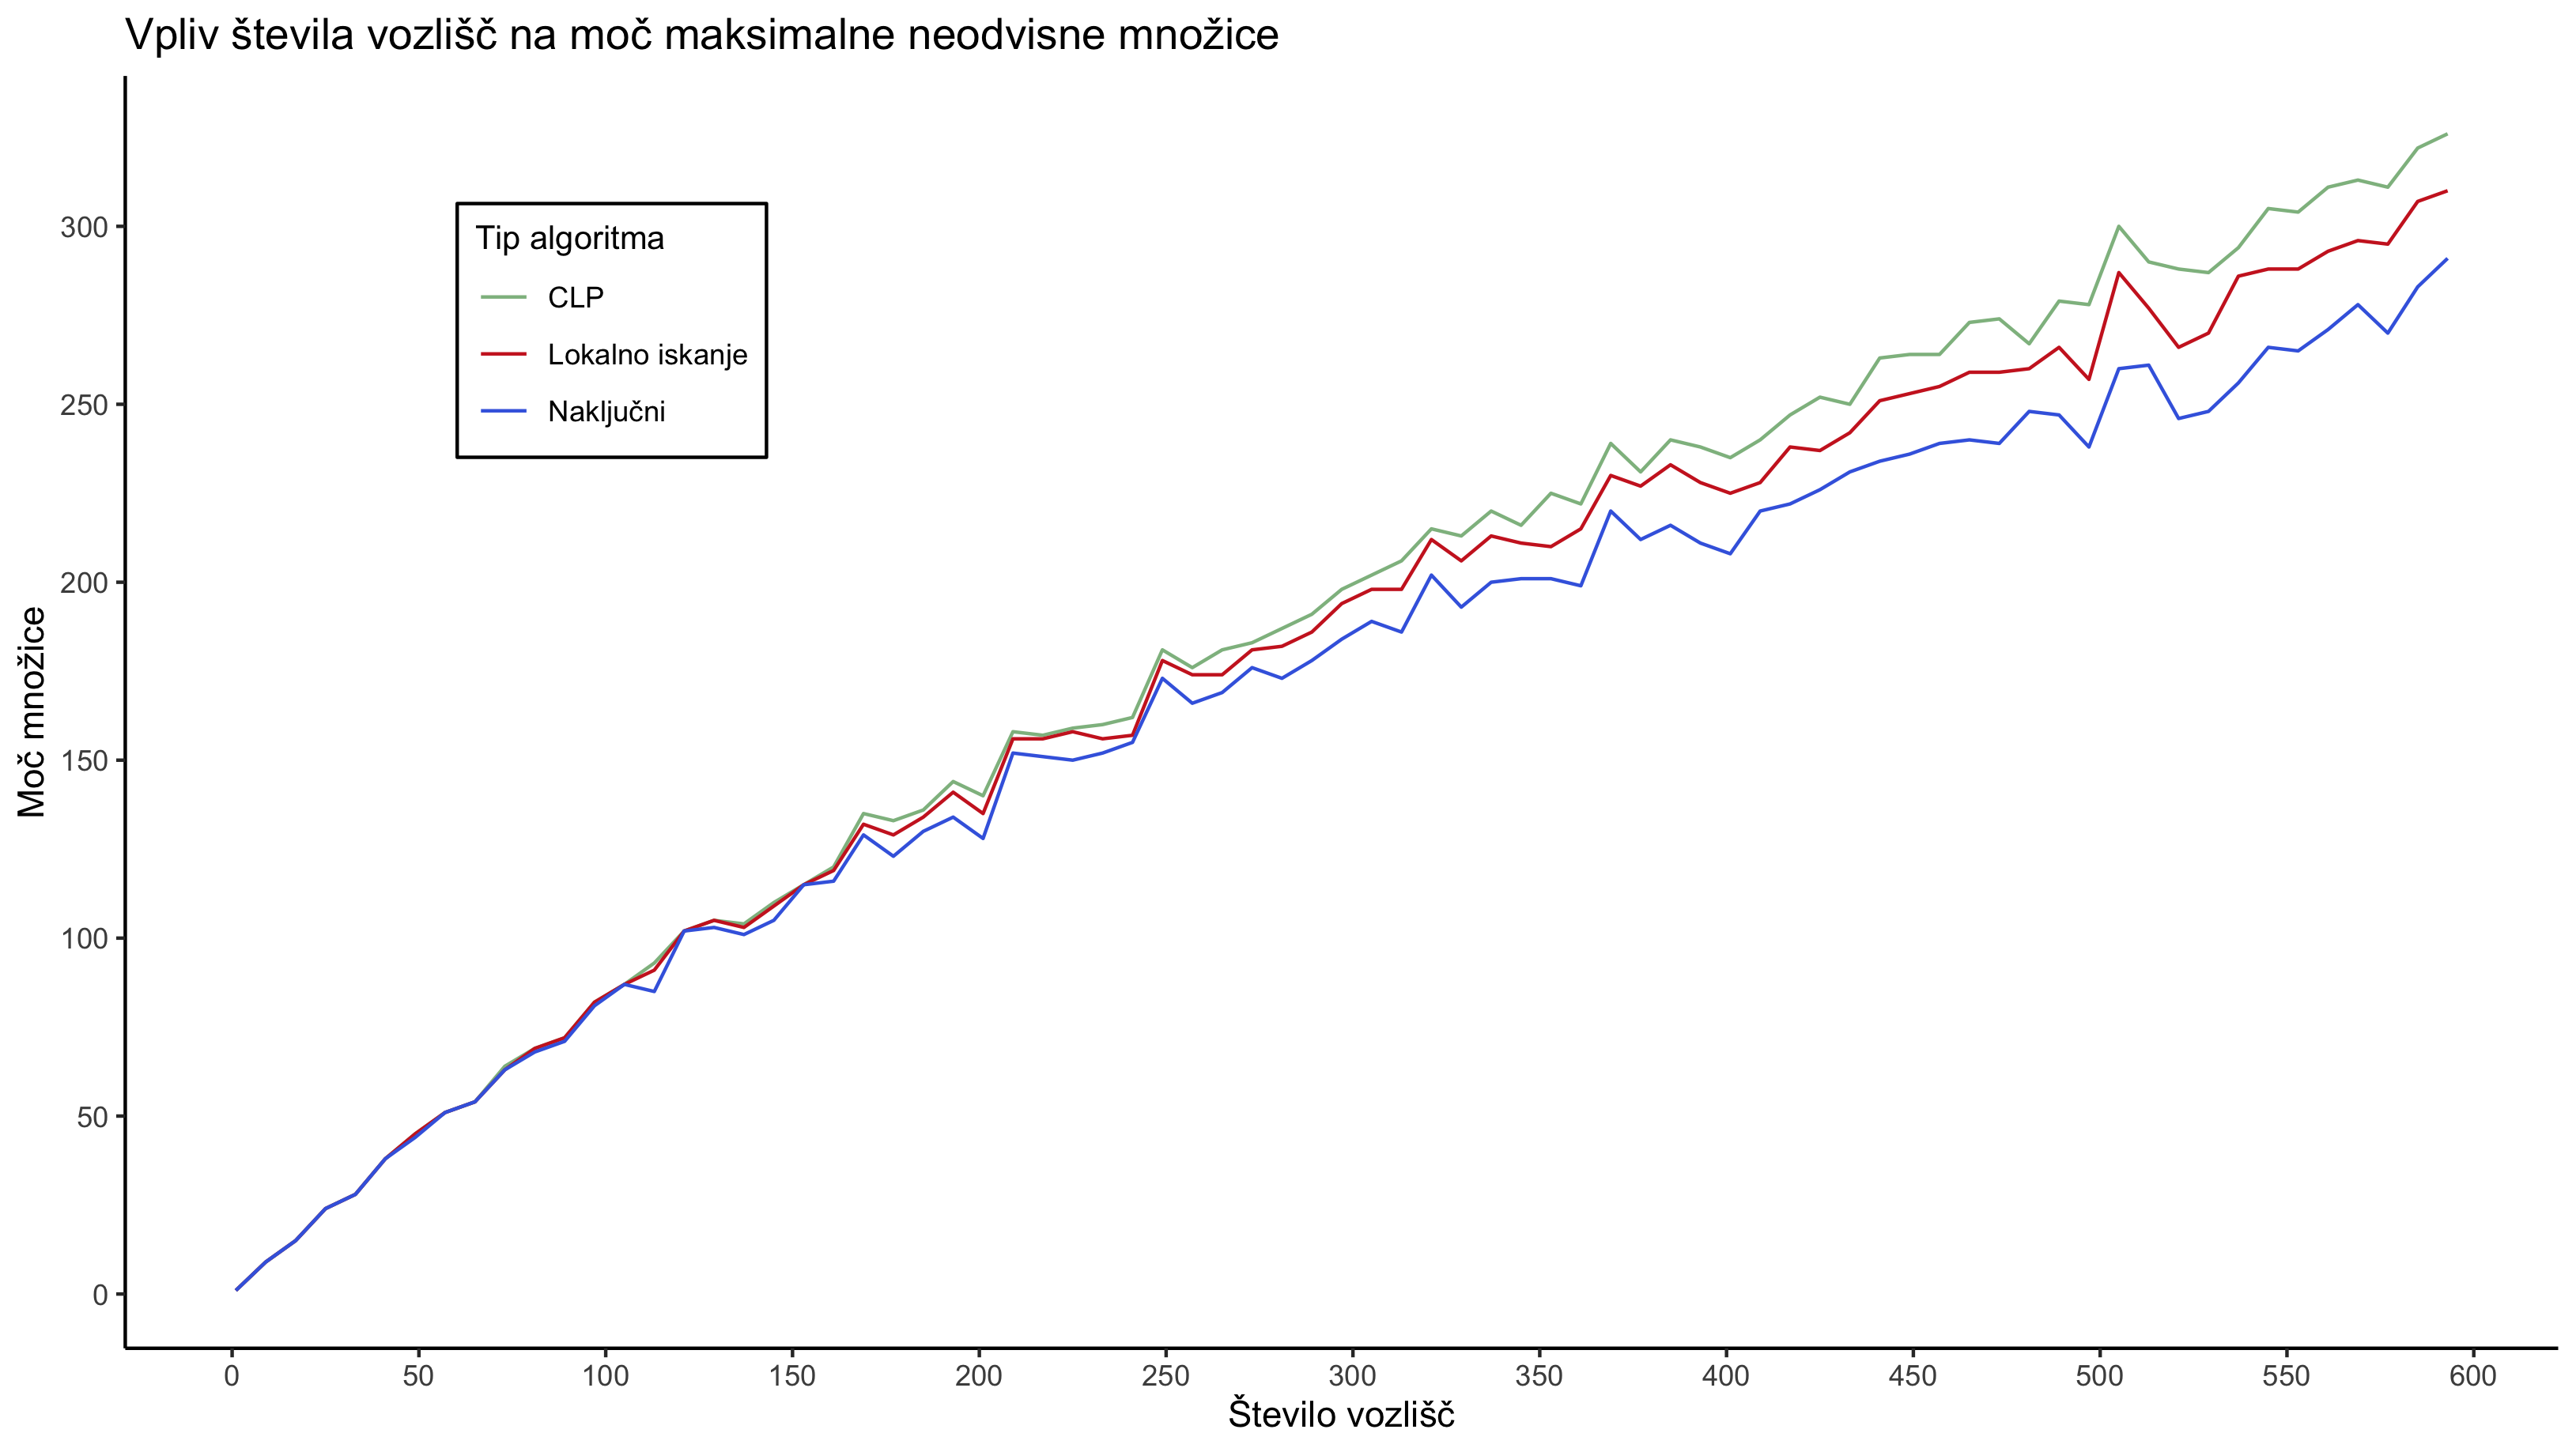 Vpliv števila vozlišč na moč maksimalne neodvisne množice
300
250
200
150
100
50
0
Moč množice
Tip algoritma
CLP
Lokalno iskanje
Naključni
0 50 100 150 200 250 300 350 400 450 500 550 600
Število vozlišč